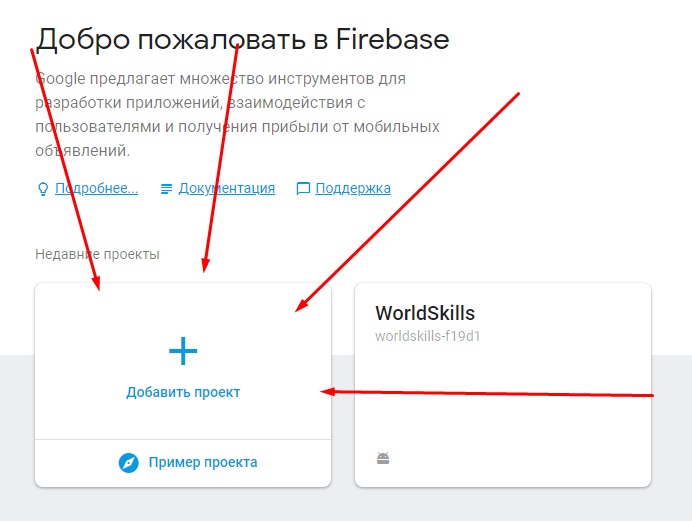 Добро пожаловать в Firebase
Google предлагает множество инструментов для
разработки приложений, взаимодействия с
пользователями и получения прибыли от мобильных
объявлений.
Подробнее... Документация Поддержка
Недавние проекты
Добавить проект
Пример проекта
WorldSkills
worldskills-f19d1